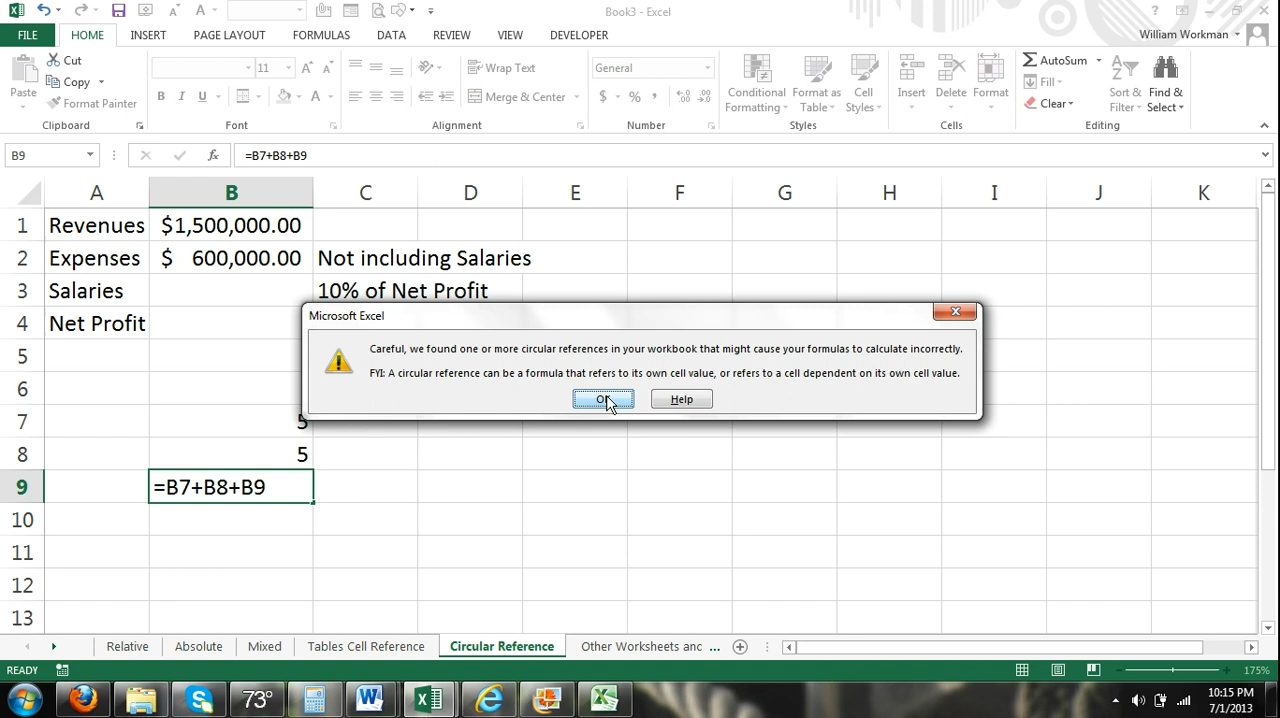 Book3 - Excel
FILE HOME INSERT PAGE LAYOUT FORMULAS DATA REVIEW VIEW DEVELOPER William Workman
Cut
Copy
Format Painter
Paste
Clipboard
11
B I U
Font
Wrap Text
Merge & Center
Alignment
General
$ % ,
Number
Conditional Formatting
Format as Table
Cell Styles
Styles
Insert Delete Format
Cells
AutoSum
Fill
Clear
Sort & Filter
Find & Select
Editing
B9 fx =B7+B8+B9
A B C D E F G H I J K
1 Revenues $1,500,000.00
2 Expenses $ 600,000.00 Not including Salaries
3 Salaries 10% of Net Profit
4 Net Profit
5
6
7 5
8 5
9 =B7+B8+B9
10
11
12
13
Microsoft Excel
Careful, we found one or more circular references in your workbook that might cause your formulas to calculate incorrectly.
FYI: A circular reference can be a formula that refers to its own cell value, or refers to a cell dependent on its own cell value.
OK Help
Relative Absolute Mixed Tables Cell Reference Circular Reference Other Worksheets anc ...
READY 175%
73°
10:15 PM
7/1/2013